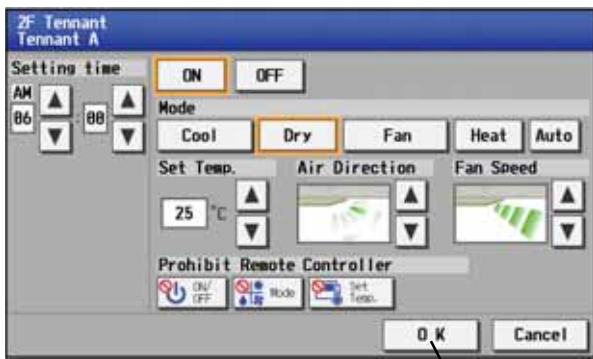 2F Tennant
Tennant A
Setting time
ON OFF
AM
06 : 00
Mode
Cool Dry Fan Heat Auto
Set Temp. Air Direction Fan Speed
25 °C
Prohibit Remote Controller
ON/OFF Mode Set Temp.
OK Cancel